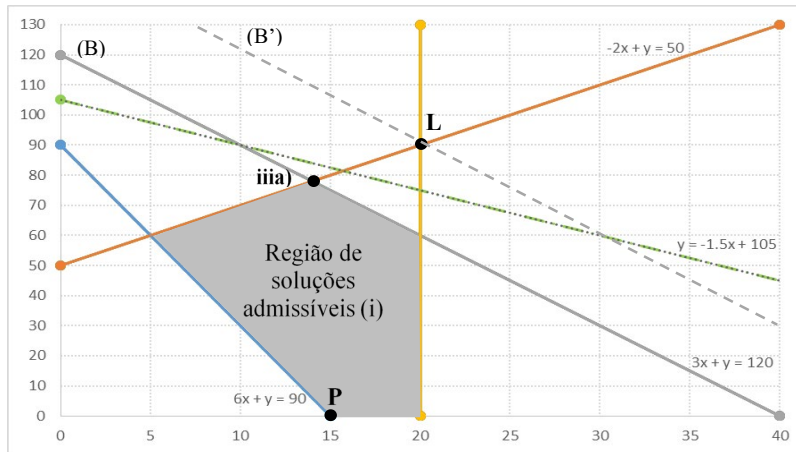 130
120
110
100
90
80
70
60
50
40
30
20
10
0
(B)
(B’)
-2x + y = 50
L
iiia)
y = -1.5x + 105
Região de
soluções
admissíveis (i)
3x + y = 120
6x + y = 90
P
0 5 10 15 20 25 30 35 40